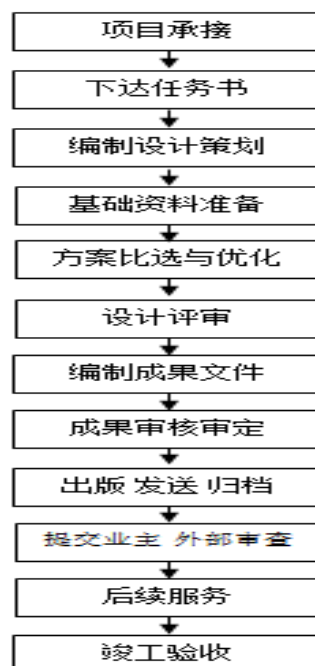 项目承接
下达任务书
编制设计策划
基础资料准备
方案比选与优化
设计评审
编制成果文件
成果审核审定
出版 发送 归档
提交业主 外部审查
后续服务
竣工验收